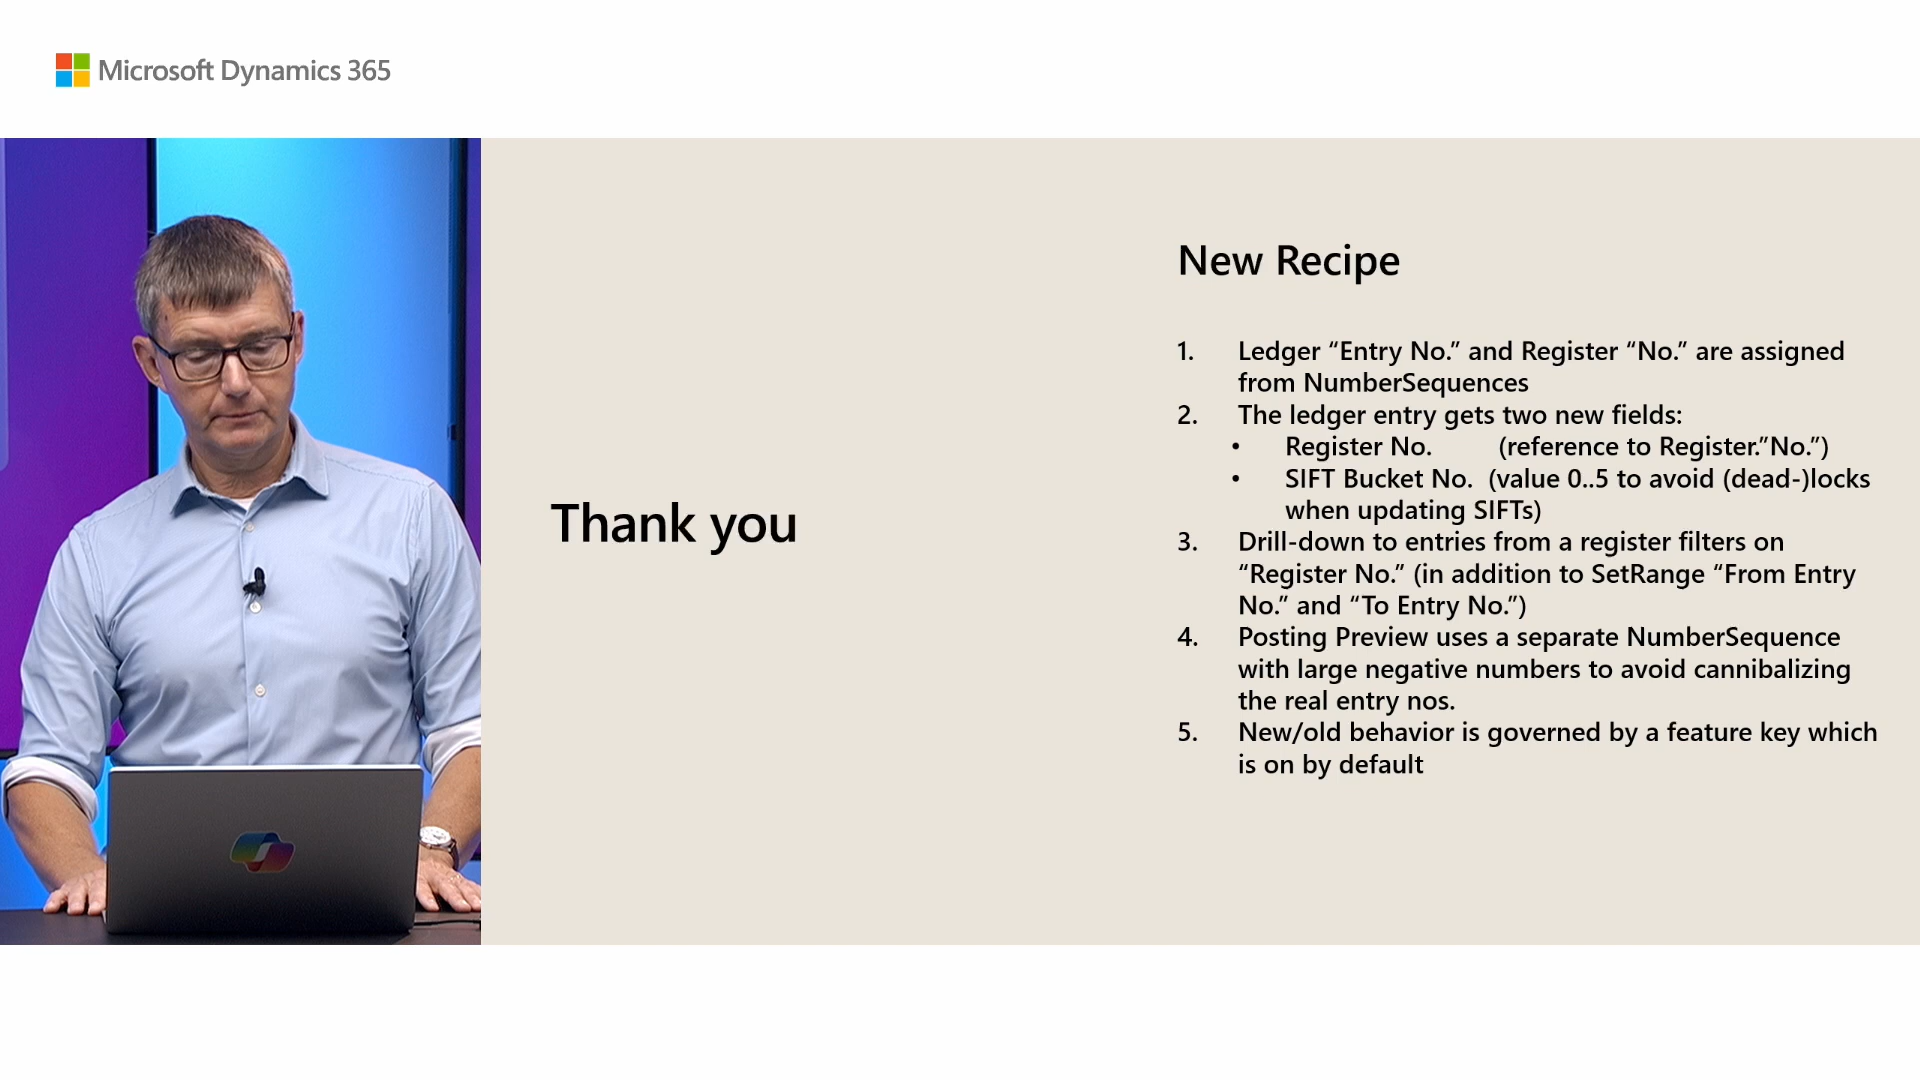 Microsoft Dynamics 365
Thank you
New Recipe
1. Ledger “Entry No.” and Register “No.” are assigned
from NumberSequences
2. The ledger entry gets two new fields:
• Register No. (reference to Register.”No.”)
• SIFT Bucket No. (value 0..5 to avoid (dead-)locks
when updating SIFTs)
3. Drill-down to entries from a register filters on
“Register No.” (in addition to SetRange “From Entry
No.” and “To Entry No.”)
4. Posting Preview uses a separate NumberSequence
with large negative numbers to avoid cannibalizing
the real entry nos.
5. New/old behavior is governed by a feature key which
is on by default